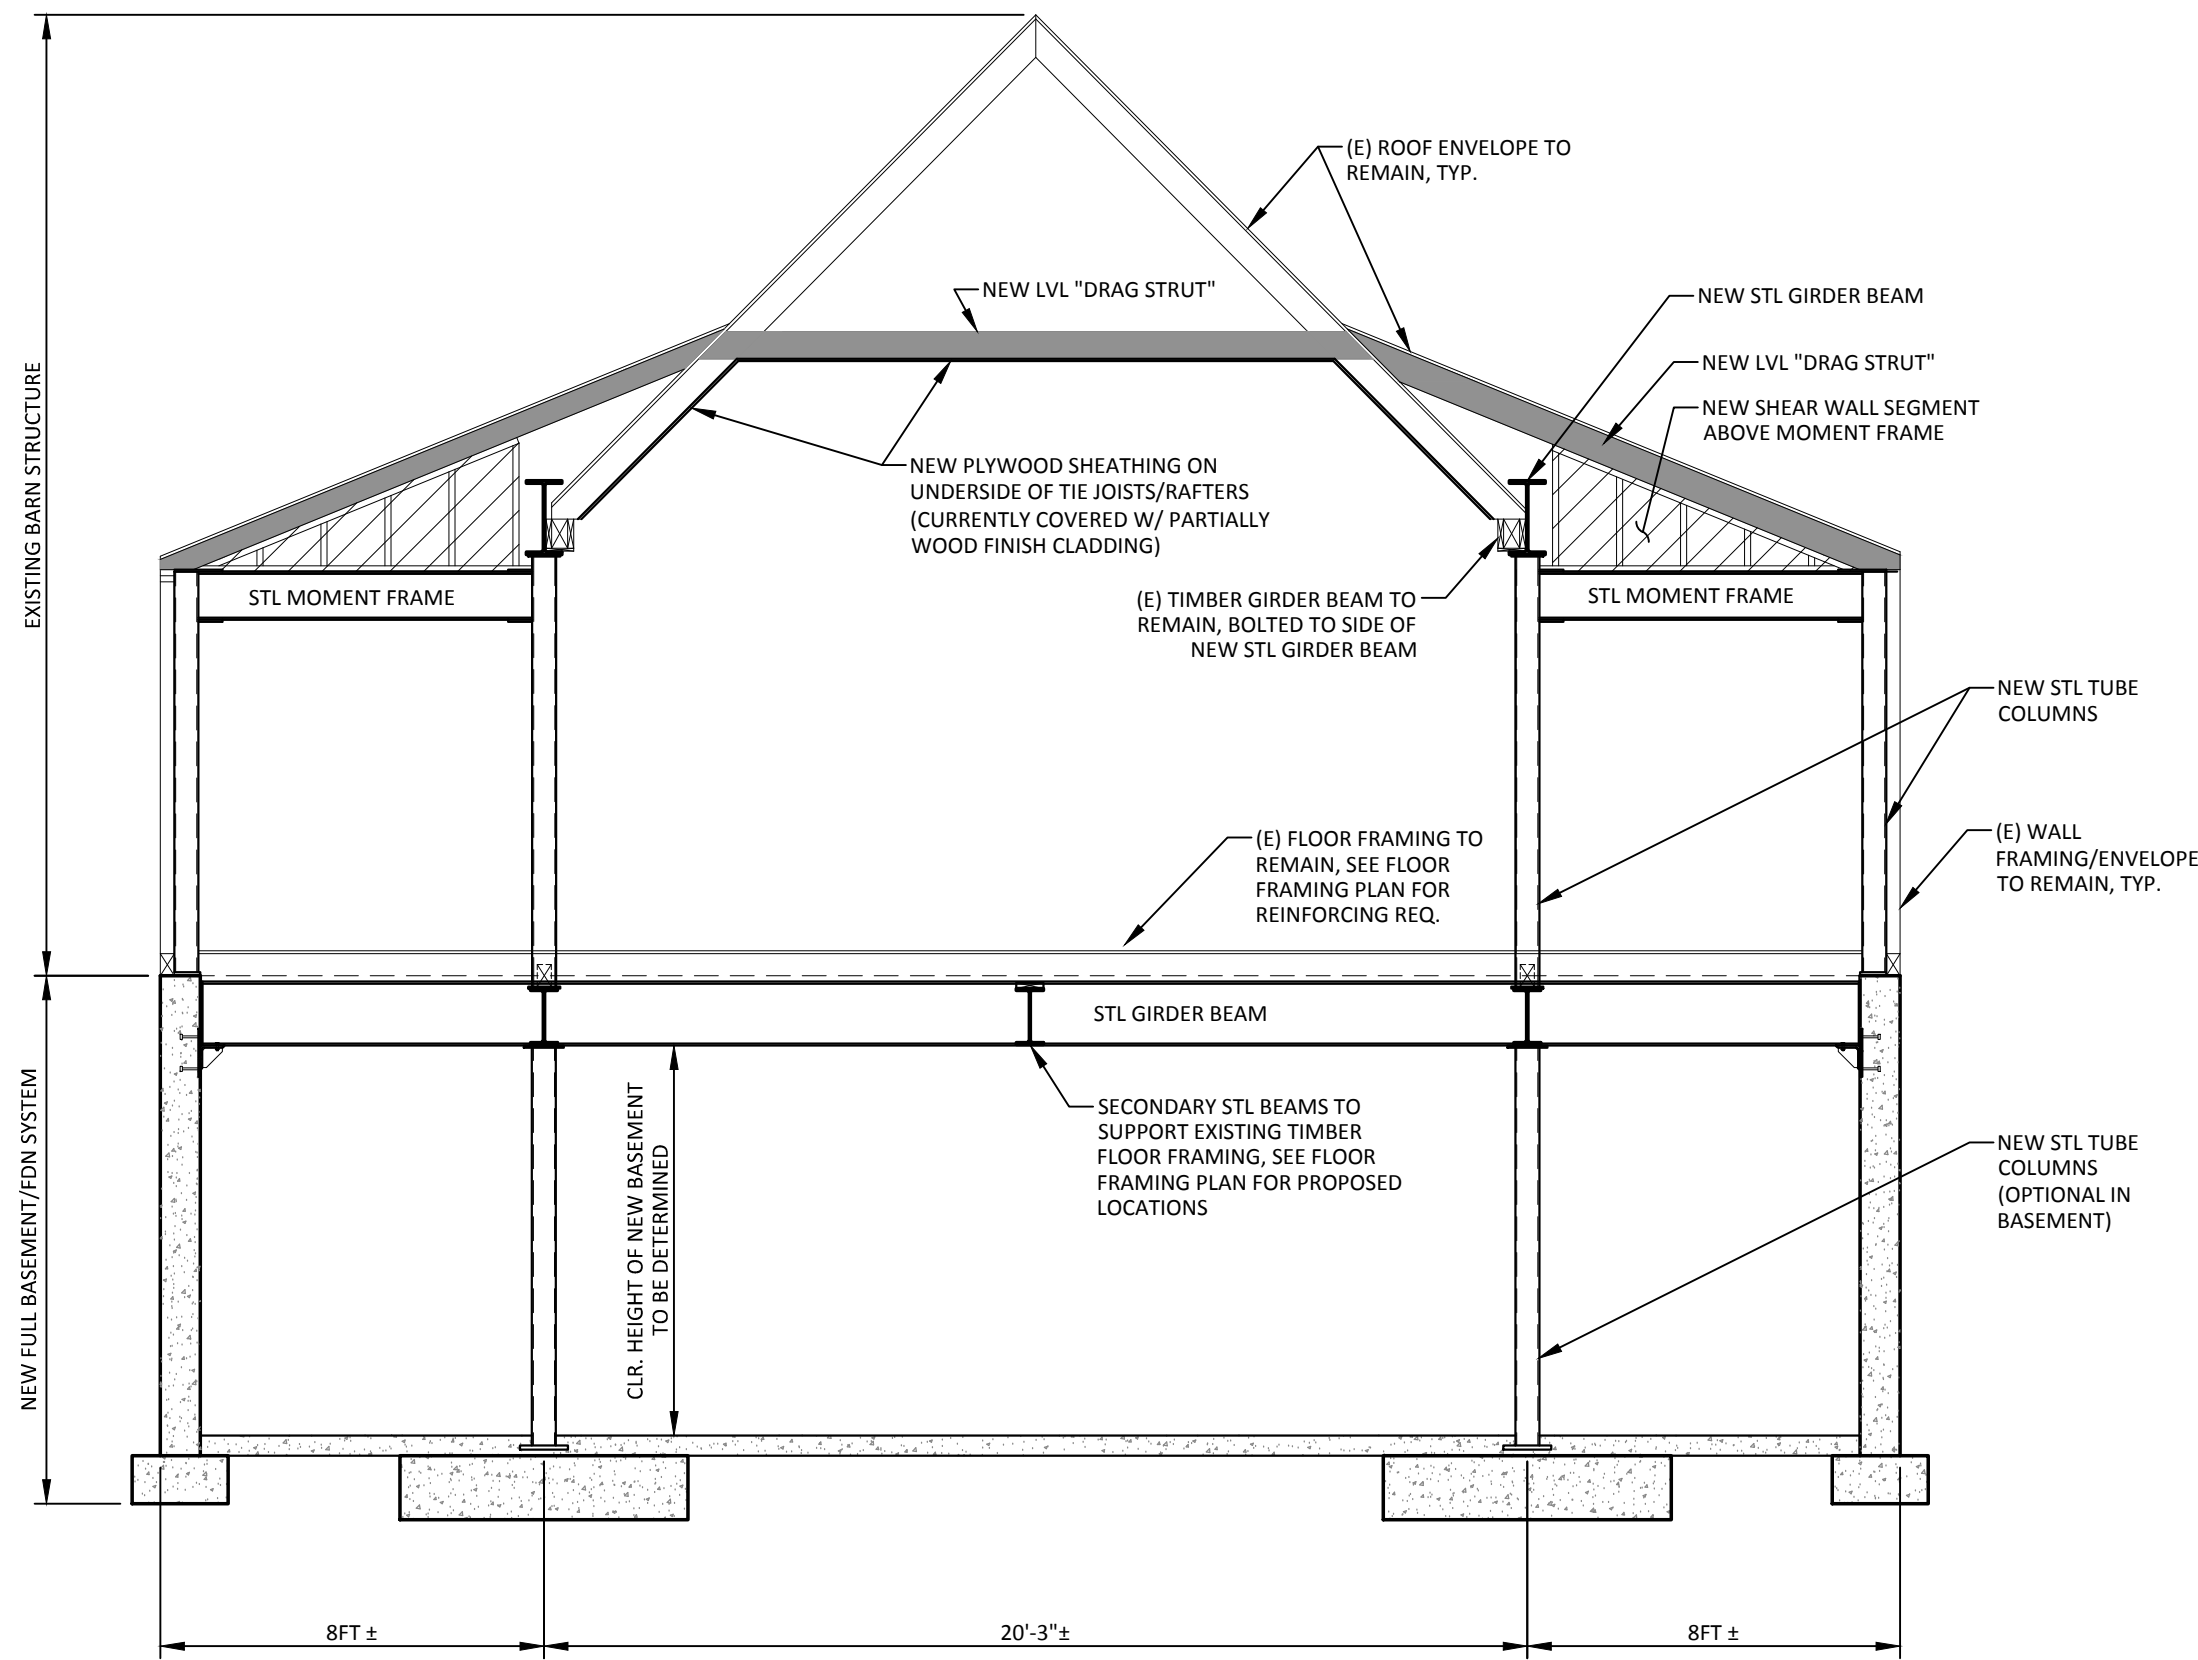 (E) ROOF ENVELOPE TO
REMAIN, TYP.
NEW LVL "DRAG STRUT"
NEW STL GIRDER BEAM
NEW LVL "DRAG STRUT"
NEW SHEAR WALL SEGMENT
ABOVE MOMENT FRAME
EXISTING BARN STRUCTURE
NEW PLYWOOD SHEATHING ON
UNDERSIDE OF TIE JOISTS/RAFTERS
(CURRENTLY COVERED W/ PARTIALLY
WOOD FINISH CLADDING)
STL MOMENT FRAME
(E) TIMBER GIRDER BEAM TO
REMAIN, BOLTED TO SIDE OF
NEW STL GIRDER BEAM
STL MOMENT FRAME
NEW STL TUBE
COLUMNS
(E) FLOOR FRAMING TO
REMAIN, SEE FLOOR
FRAMING PLAN FOR
REINFORCING REQ.
(E) WALL
FRAMING/ENVELOPE
TO REMAIN, TYP.
STL GIRDER BEAM
NEW FULL BASEMENT/FDN SYSTEM
CLR. HEIGHT OF NEW BASEMENT
TO BE DETERMINED
SECONDARY STL BEAMS TO
SUPPORT EXISTING TIMBER
FLOOR FRAMING, SEE FLOOR
FRAMING PLAN FOR PROPOSED
LOCATIONS
NEW STL TUBE
COLUMNS
(OPTIONAL IN
BASEMENT)
8FT ±
20'-3"±
8FT ±